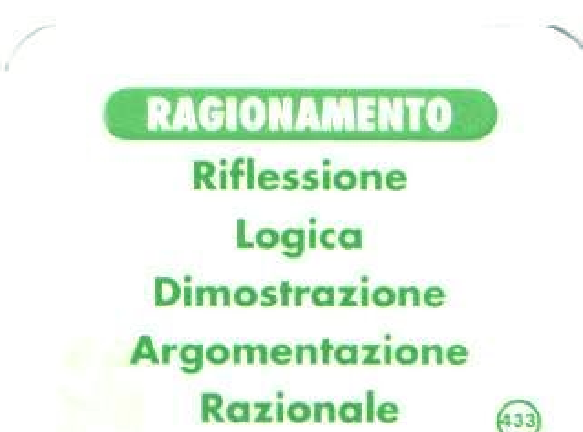 RAGIONAMENTO
Riflessione
Logica
Dimostrazione
Argomentazione
Razionale
433